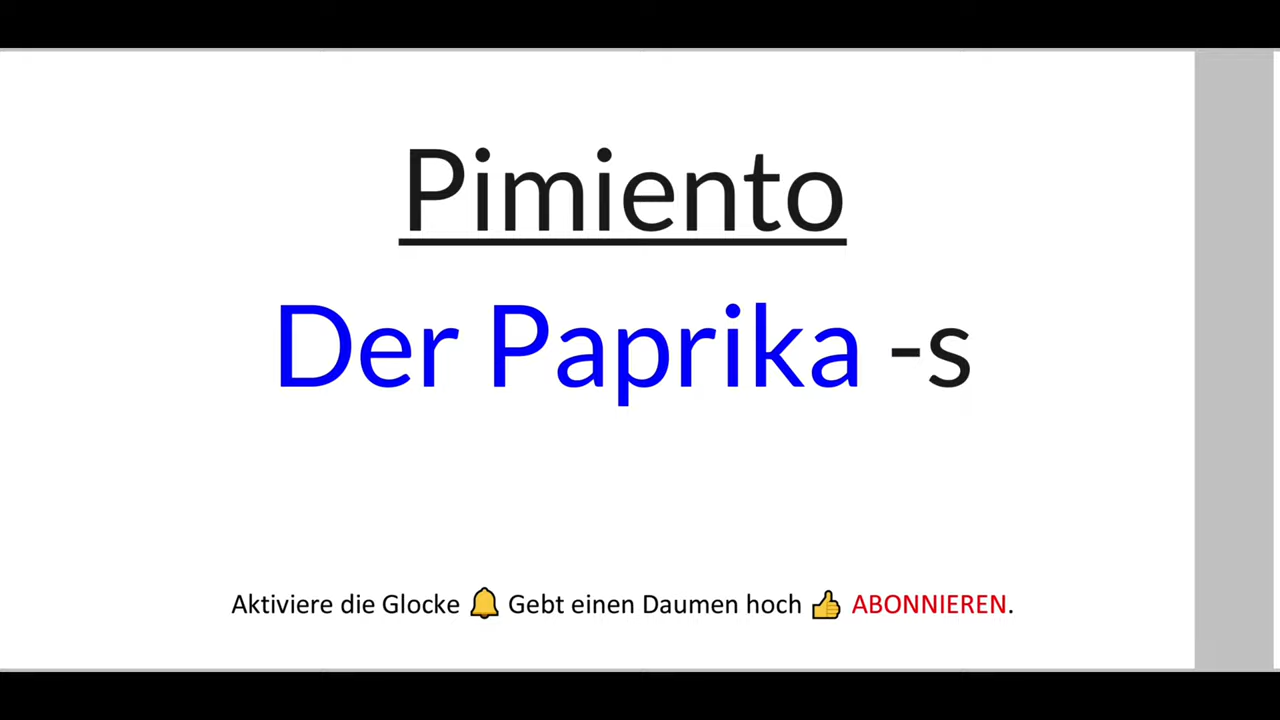 Pimiento
Der Paprika -s
Aktiviere die Glocke 🔔 Gebt einen Daumen hoch 👍 ABONNIEREN.